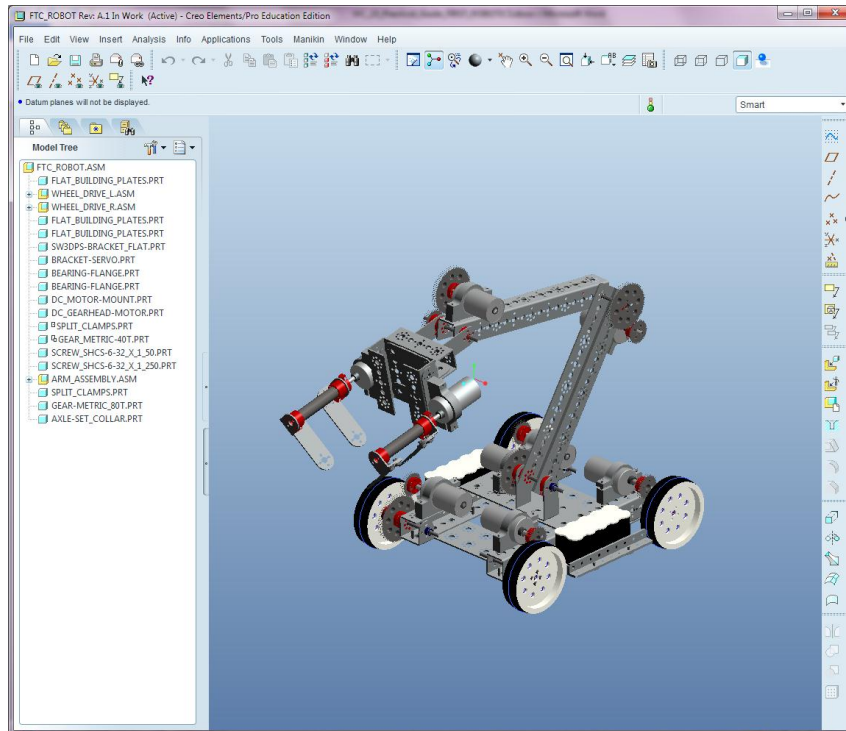 FTC_ROBOT Rev: A.1 In Work (Active) - Creo Elements/Pro Education Edition
File Edit View Insert Analysis Info Applications Tools Manikin Window Help
• Datum planes will not be displayed.
Smart
Model Tree
FTC_ROBOT.ASM
FLAT_BUILDING_PLATES.PRT
WHEEL_DRIVE_L.ASM
WHEEL_DRIVE_R.ASM
FLAT_BUILDING_PLATES.PRT
FLAT_BUILDING_PLATES.PRT
SW3DPS-BRACKET_FLAT.PRT
BRACKET-SERVO.PRT
BEARING-FLANGE.PRT
BEARING-FLANGE.PRT
DC_MOTOR-MOUNT.PRT
DC_GEARHEAD-MOTOR.PRT
SPLIT_CLAMPS.PRT
GEAR_METRIC-40T.PRT
SCREW_SHCS-6-32_X_1_50.PRT
SCREW_SHCS-6-32_X_1_250.PRT
ARM_ASSEMBLY.ASM
SPLIT_CLAMPS.PRT
GEAR-METRIC_80T.PRT
AXLE-SET_COLLAR.PRT